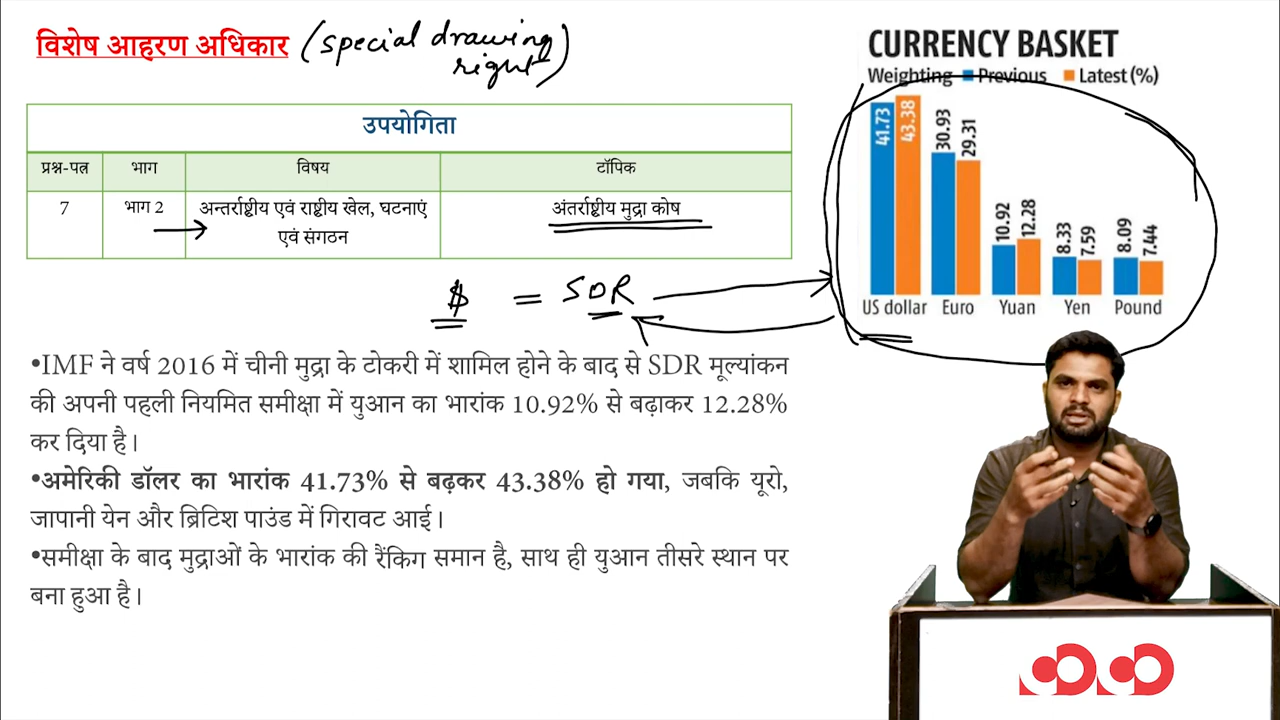 विशेष आहरण अधिकार (special drawing
right)
उपयोगिता
प्रश्न-पत्र भाग विषय टॉपिक
7 भाग 2 अन्तर्राष्ट्रीय एवं राष्ट्रीय खेल, घटनाएं अंतर्राष्ट्रीय मुद्रा कोष
एवं संगठन
$ = SDR
•IMF ने वर्ष 2016 में चीनी मुद्रा के टोकरी में शामिल होने के बाद से SDR मूल्यांकन
की अपनी पहली नियमित समीक्षा में युआन का भारांक 10.92% से बढ़ाकर 12.28%
कर दिया है।
•अमेरिकी डॉलर का भारांक 41.73% से बढ़कर 43.38% हो गया, जबकि यूरो,
जापानी येन और ब्रिटिश पाउंड में गिरावट आई।
•समीक्षा के बाद मुद्राओं के भारांक की रैंकिग समान है, साथ ही युआन तीसरे स्थान पर
बना हुआ है।
CURRENCY BASKET
Weighting Previous Latest (%)
41.73 43.38 30.93 29.31 10.92 12.28 8.33 7.59 8.09 7.44
US dollar Euro Yuan Yen Pound